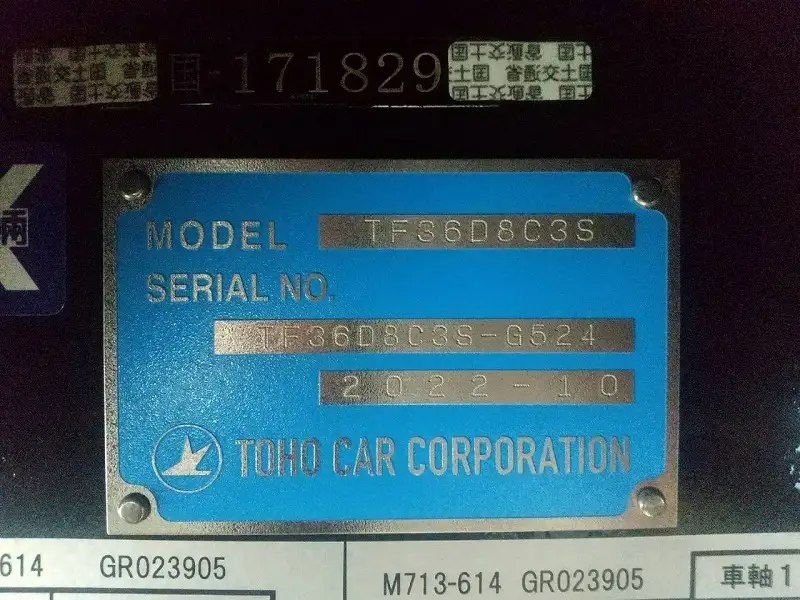 国-171829
MODEL TF36D8C3S
SERIAL NO.
TF36D8C3S-G524
2022-10
TOHO CAR CORPORATION
614 GR023905
M713-614 GR023905 車軸1